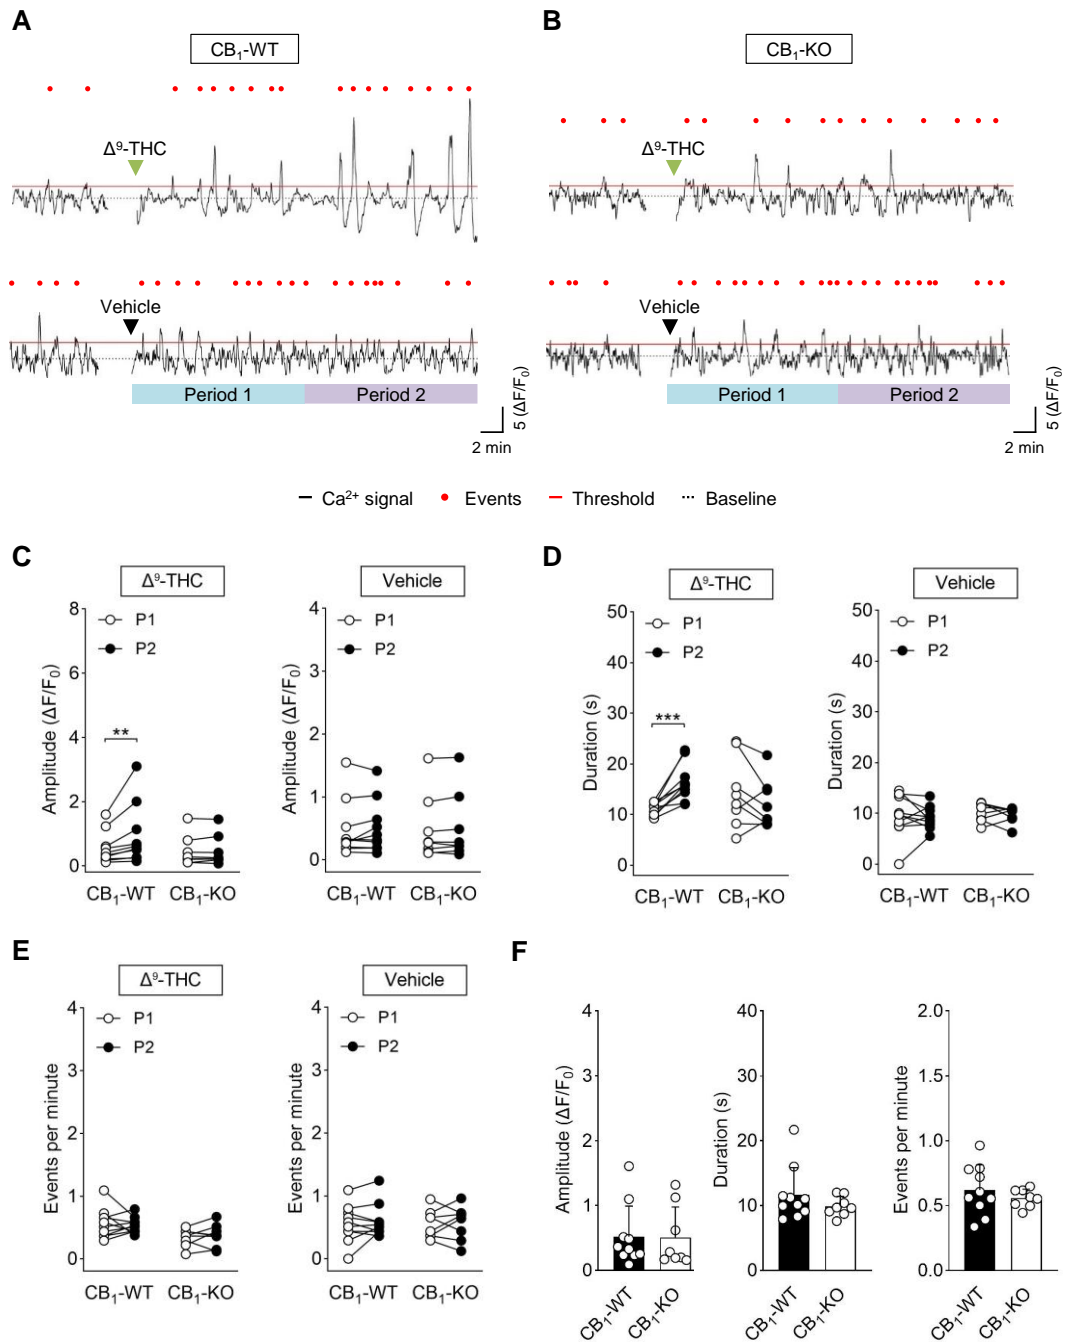 A
B
CB₁-WT
CB₁-KO
Δ⁹-THC
Δ⁹-THC
Vehicle
Vehicle
Period 1
Period 2
Period 1
Period 2
5 (ΔF/F₀)
2 min
5 (ΔF/F₀)
2 min
Ca²⁺ signal
Events
Threshold
Baseline
C
Δ⁹-THC
Vehicle
Amplitude (ΔF/F₀)
8
6
4
2
0
P1
P2
**
CB₁-WT
CB₁-KO
Amplitude (ΔF/F₀)
4
3
2
1
0
P1
P2
CB₁-WT
CB₁-KO
D
Δ⁹-THC
Vehicle
Duration (s)
50
40
30
20
10
0
P1
P2
***
CB₁-WT
CB₁-KO
Duration (s)
50
40
30
20
10
0
P1
P2
CB₁-WT
CB₁-KO
E
Δ⁹-THC
Vehicle
Events per minute
4
3
2
1
0
P1
P2
CB₁-WT
CB₁-KO
Events per minute
4
3
2
1
0
P1
P2
CB₁-WT
CB₁-KO
F
Amplitude (ΔF/F₀)
4
3
2
1
0
CB₁-WT
CB₁-KO
Duration (s)
40
30
20
10
0
CB₁-WT
CB₁-KO
Events per minute
2.0
1.5
1.0
0.5
0.0
CB₁-WT
CB₁-KO